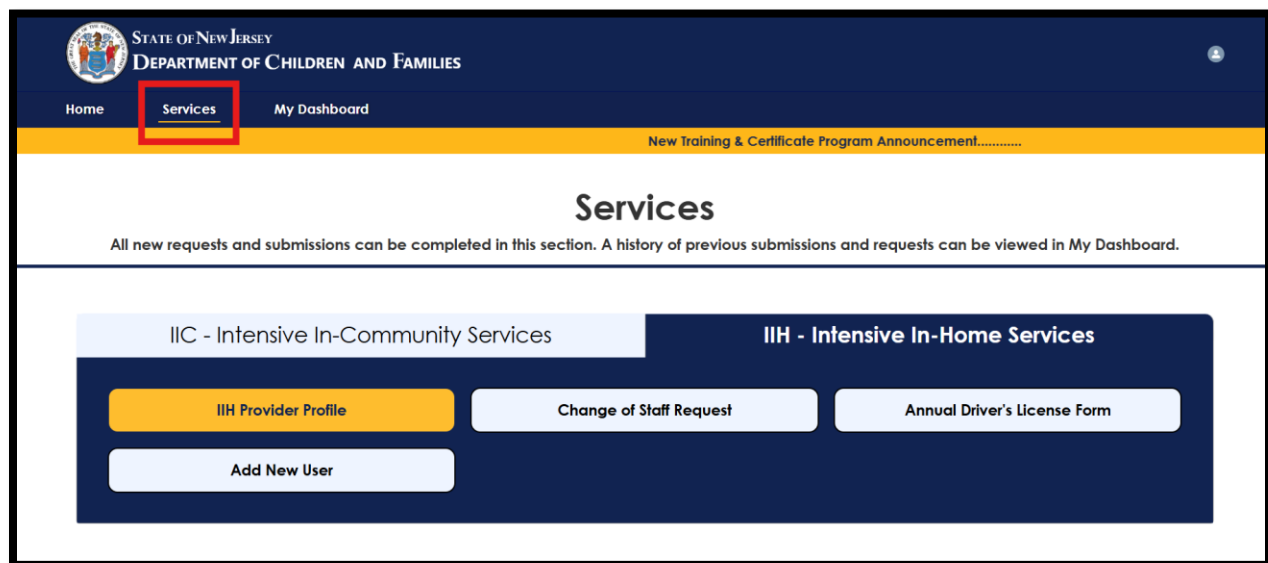 STATE OF NEW JERSEY
DEPARTMENT OF CHILDREN AND FAMILIES
Home Services My Dashboard
New Training & Certificate Program Announcement............
Services
All new requests and submissions can be completed in this section. A history of previous submissions and requests can be viewed in My Dashboard.
IIC - Intensive In-Community Services IIH - Intensive In-Home Services
IIH Provider Profile Change of Staff Request Annual Driver's License Form
Add New User